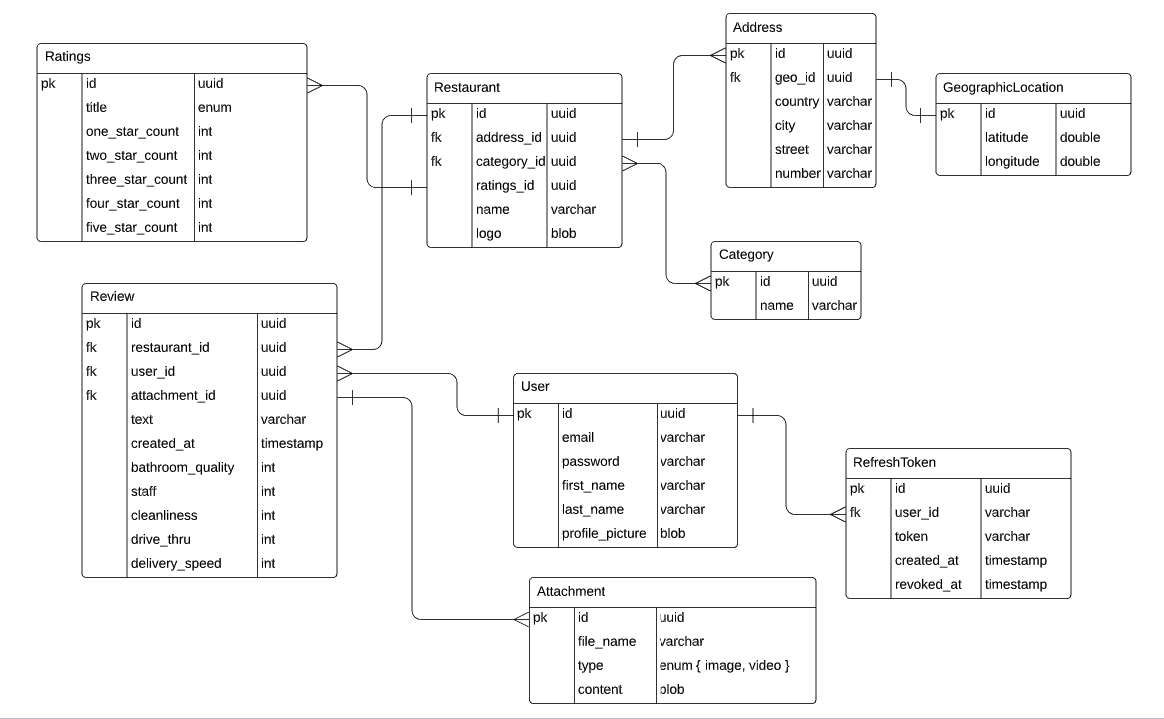 Ratings
pk id uuid
title enum
one_star_count int
two_star_count int
three_star_count int
four_star_count int
five_star_count int
Restaurant
pk id uuid
fk address_id uuid
fk category_id uuid
ratings_id uuid
name varchar
logo blob
Address
pk id uuid
fk geo_id uuid
country varchar
city varchar
street varchar
number varchar
GeographicLocation
pk id uuid
latitude double
longitude double
Category
pk id uuid
name varchar
Review
pk id uuid
fk restaurant_id uuid
fk user_id uuid
fk attachment_id uuid
text varchar
created_at timestamp
bathroom_quality int
staff int
cleanliness int
drive_thru int
delivery_speed int
User
pk id uuid
email varchar
password varchar
first_name varchar
last_name varchar
profile_picture blob
RefreshToken
pk id uuid
fk user_id varchar
token varchar
created_at timestamp
revoked_at timestamp
Attachment
pk id uuid
file_name varchar
type enum { image, video }
content blob